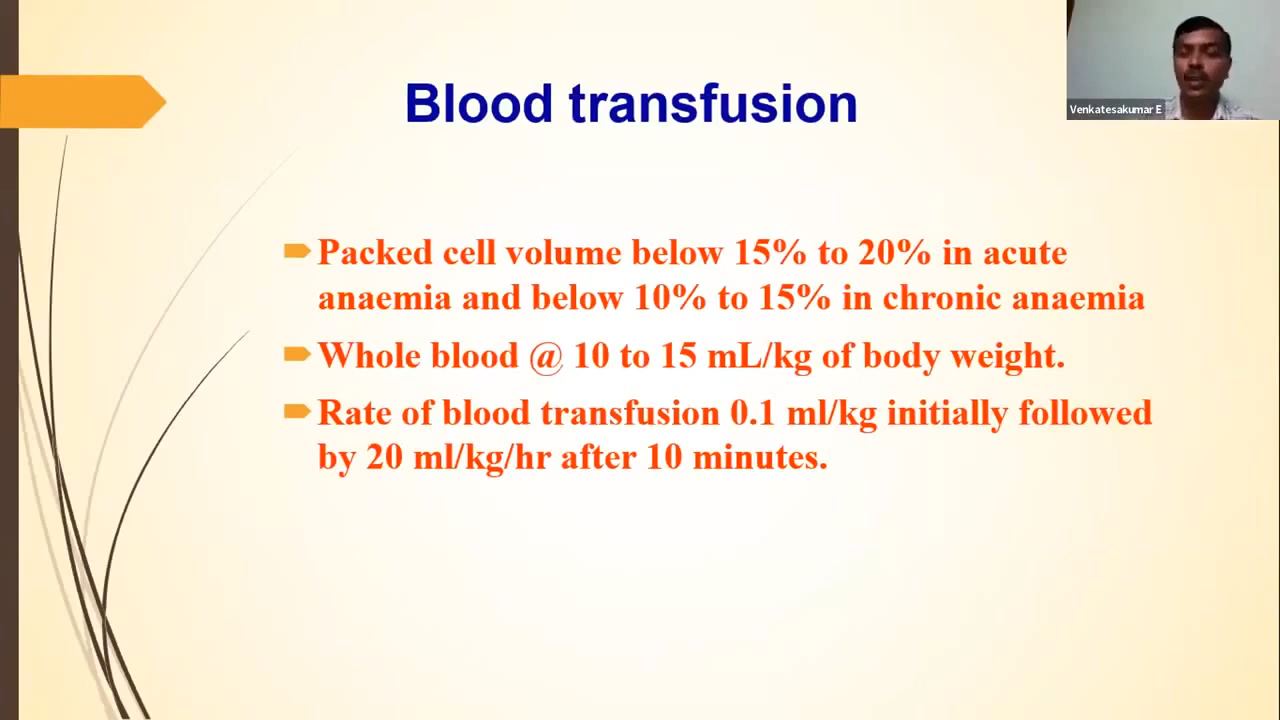 Blood transfusion
Venkatesakumar E
Packed cell volume below 15% to 20% in acute
anaemia and below 10% to 15% in chronic anaemia
Whole blood @ 10 to 15 mL/kg of body weight.
Rate of blood transfusion 0.1 ml/kg initially followed
by 20 ml/kg/hr after 10 minutes.